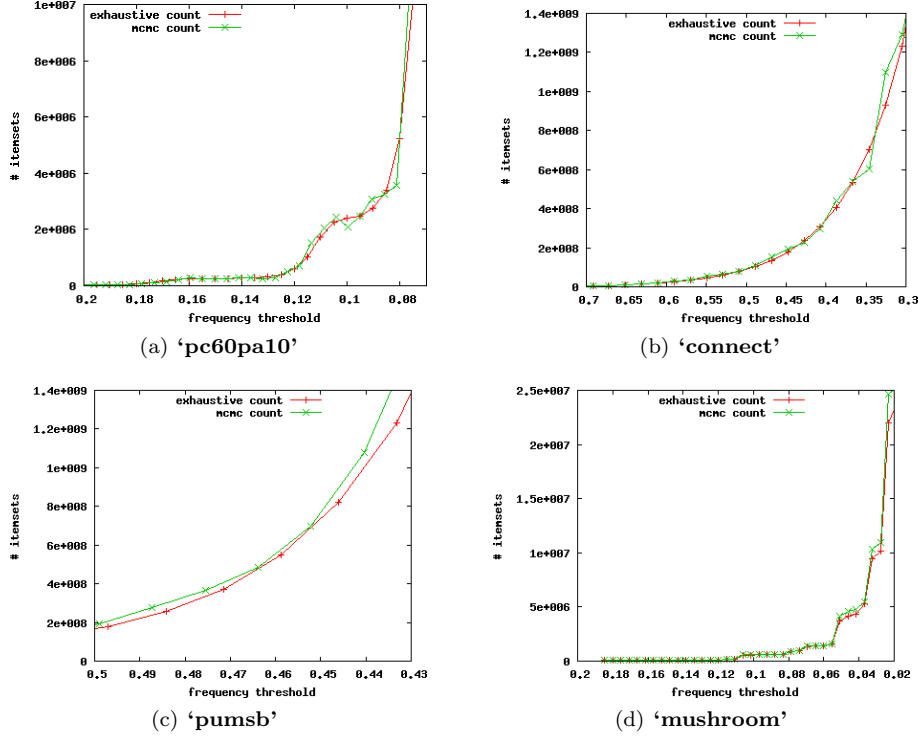 1e+007
8e+006
6e+006
4e+006
2e+006
0
# itemsets
exhaustive count
mcmc count
0.2 0.18 0.16 0.14 0.12 0.1 0.08
frequency threshold
(a) ‘pc60pa10’
1.4e+009
1.2e+009
1e+009
8e+008
6e+008
4e+008
2e+008
0
# itemsets
exhaustive count
mcmc count
0.7 0.65 0.6 0.55 0.5 0.45 0.4 0.35 0.3
frequency threshold
(b) ‘connect’
1.4e+009
1.2e+009
1e+009
8e+008
6e+008
4e+008
2e+008
0
# itemsets
exhaustive count
mcmc count
0.5 0.49 0.48 0.47 0.46 0.45 0.44 0.43
frequency threshold
(c) ‘pumsb’
2.5e+007
2e+007
1.5e+007
1e+007
5e+006
0
# itemsets
exhaustive count
mcmc count
0.2 0.18 0.16 0.14 0.12 0.1 0.08 0.06 0.04 0.02
frequency threshold
(d) ‘mushroom’